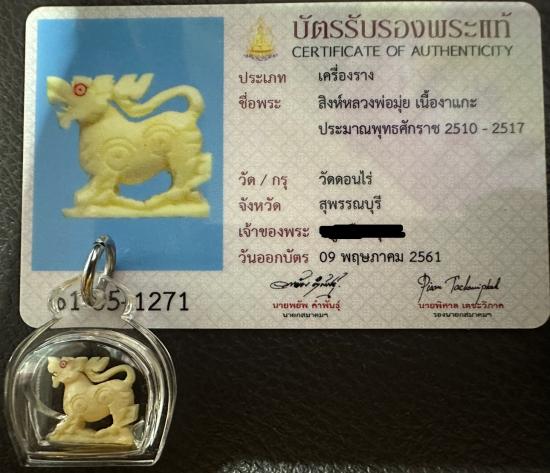 บัตรรับรองพระแท้
CERTIFICATE OF AUTHENTICITY
ประเภท เครื่องราง
ชื่อพระ สิงห์หลวงพ่อมุ่ย เนื้องาแกะ
ประมาณพุทธศักราช 2510 - 2517
วัด / กรุ วัดดอนไร่
จังหวัด สุพรรณบุรี
เจ้าของพระ
วันออกบัตร 09 พฤษภาคม 2561
1271
นายพยัพ คำพันธุ์ นายพิศาล เตชะวิภาค
นายกสมาคมฯ รองนายกสมาคมฯ